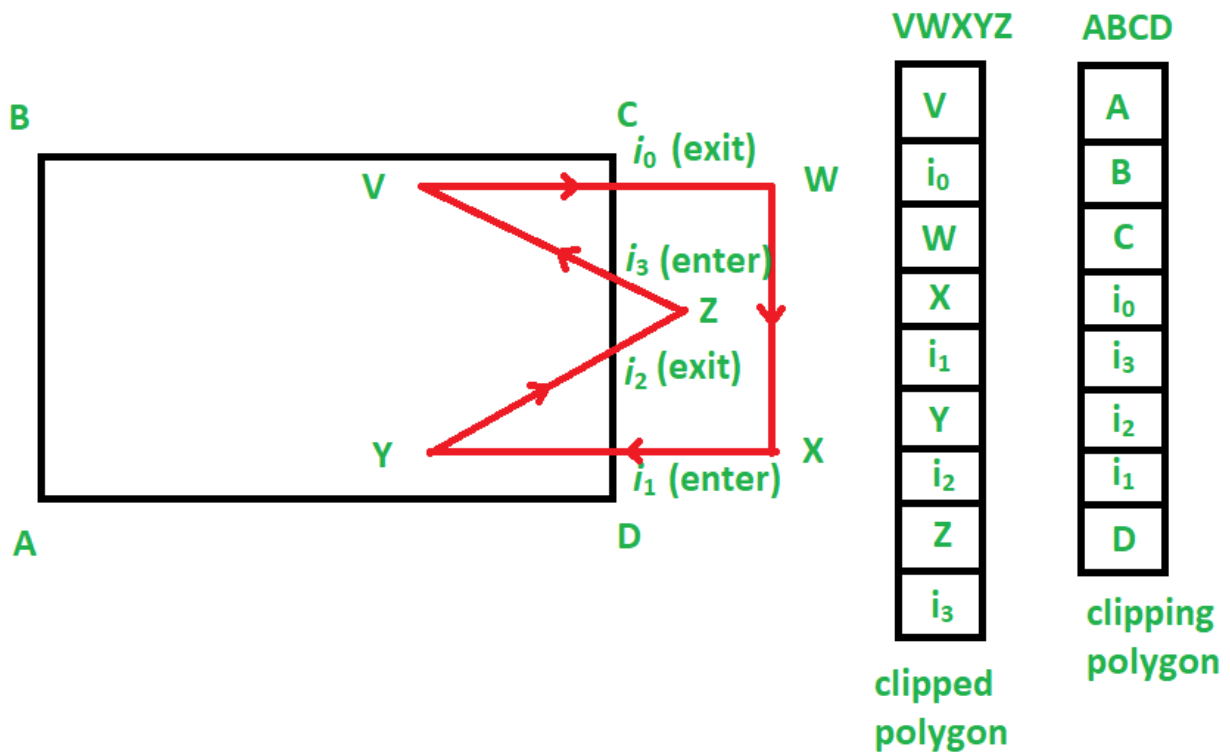 VWXYZ
ABCD
B
C
i₀ (exit)
V
W
i₃ (enter)
Z
i₂ (exit)
Y
X
i₁ (enter)
A
D
V
i₀
W
X
i₁
Y
i₂
Z
i₃
clipped
polygon
A
B
C
i₀
i₃
i₂
i₁
D
clipping
polygon